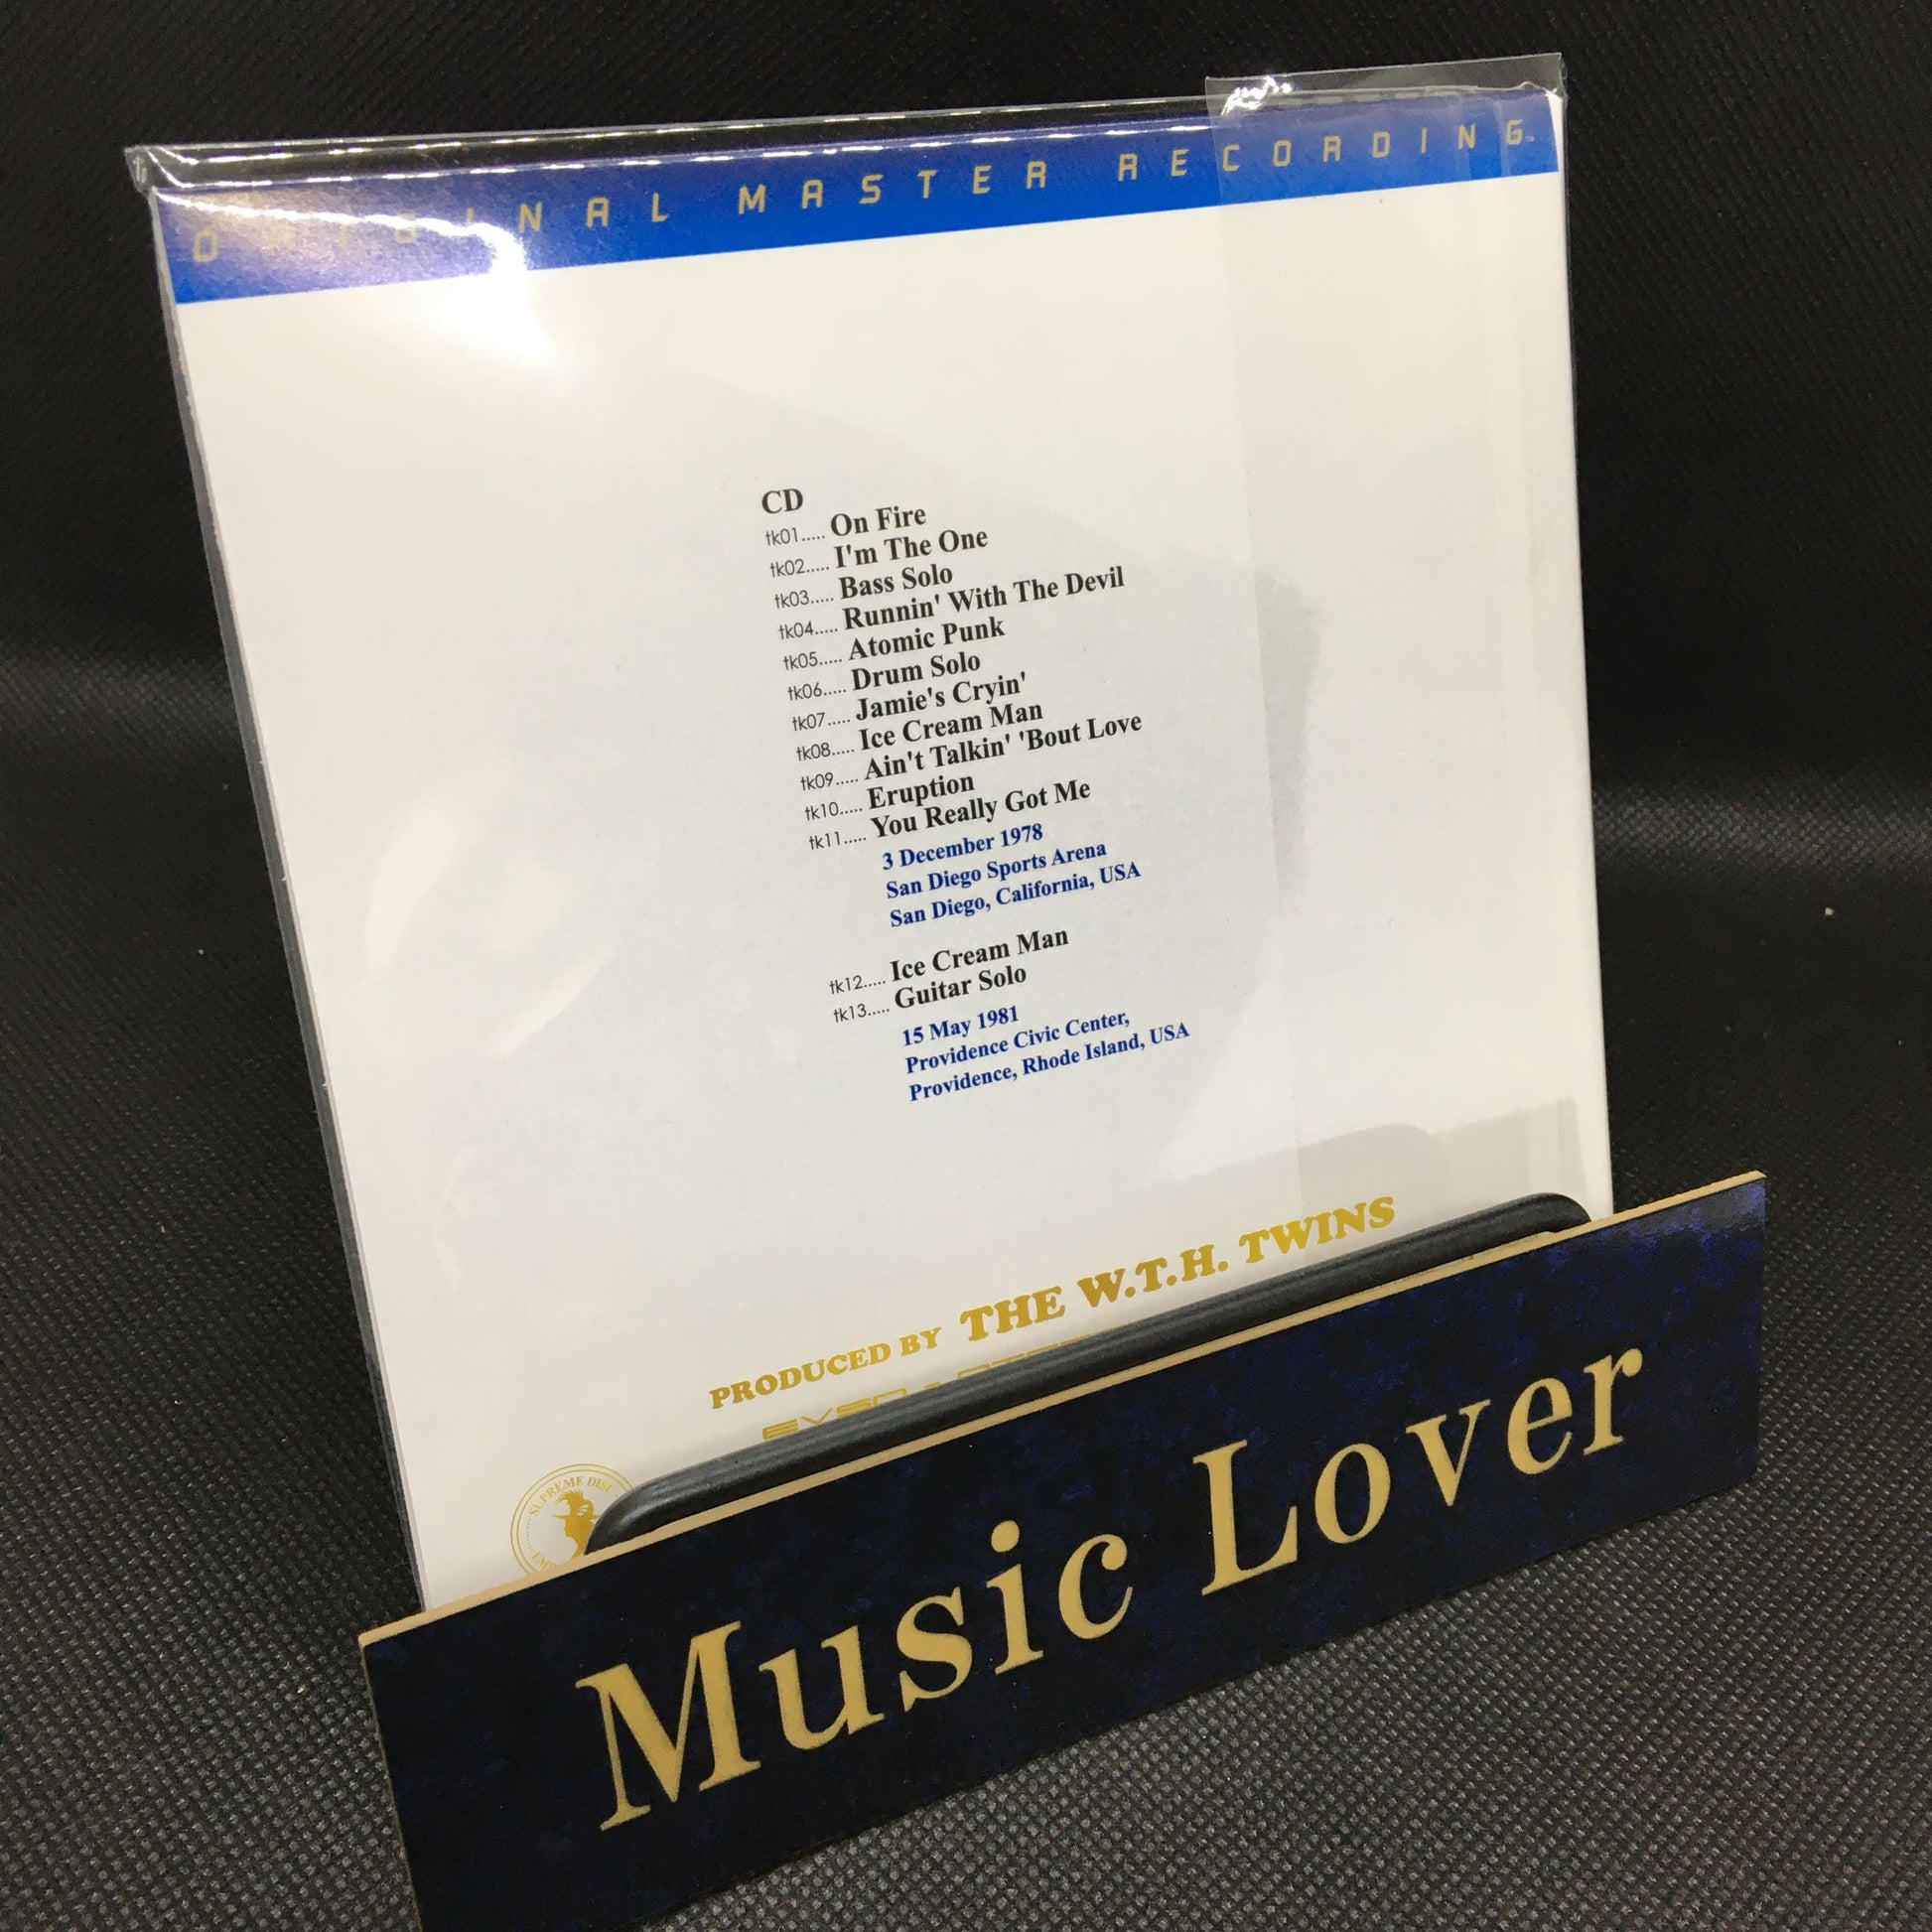 ORIGINAL MASTER RECORDING™
CD
tk01..... On Fire
tk02..... I'm The One
tk03..... Bass Solo
tk04..... Runnin' With The Devil
tk05..... Atomic Punk
tk06..... Drum Solo
tk07..... Jamie's Cryin'
tk08..... Ice Cream Man
tk09..... Ain't Talkin' 'Bout Love
tk10..... Eruption
tk11..... You Really Got Me
3 December 1978
San Diego Sports Arena
San Diego, California, USA
tk12..... Ice Cream Man
tk13..... Guitar Solo
15 May 1981
Providence Civic Center,
Providence, Rhode Island, USA
PRODUCED BY THE W.T.H. TWINS
SUPREME DISC
Music Lover